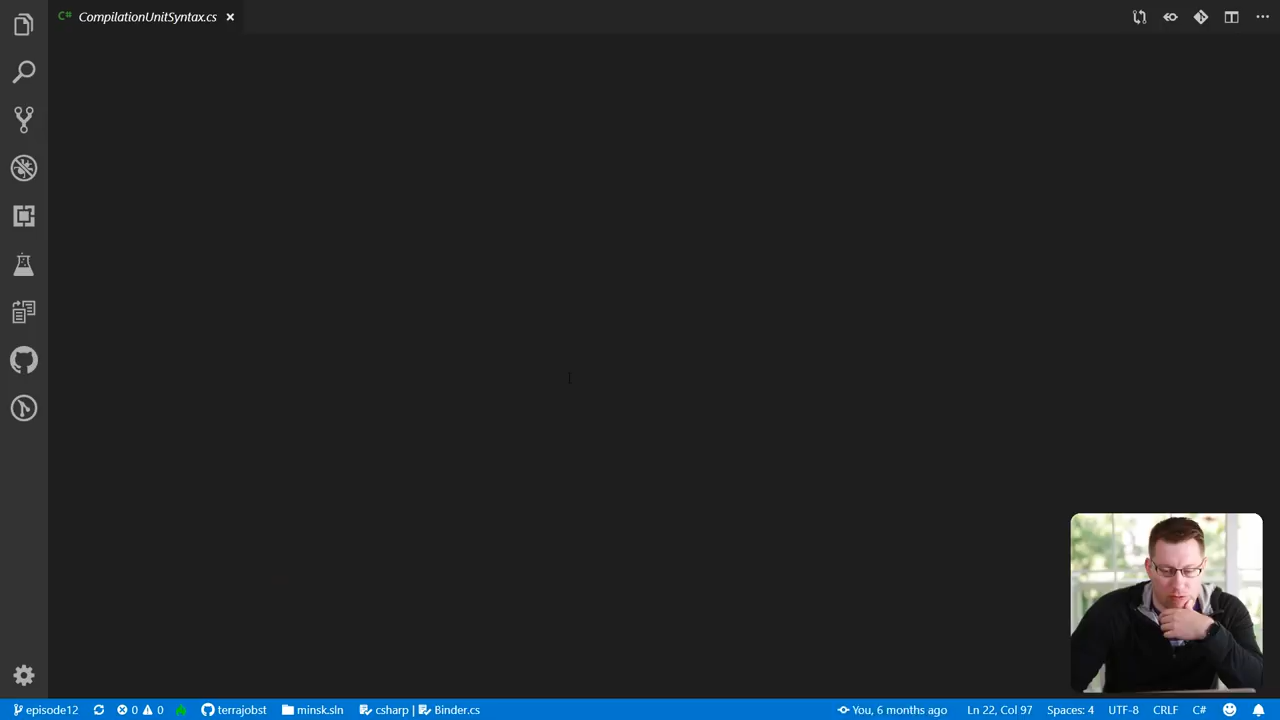 C# CompilationUnitSyntax.cs
episode12 0 0 terrajobst minsk.sln csharp | Binder.cs You, 6 months ago Ln 22, Col 97 Spaces: 4 UTF-8 CRLF C#